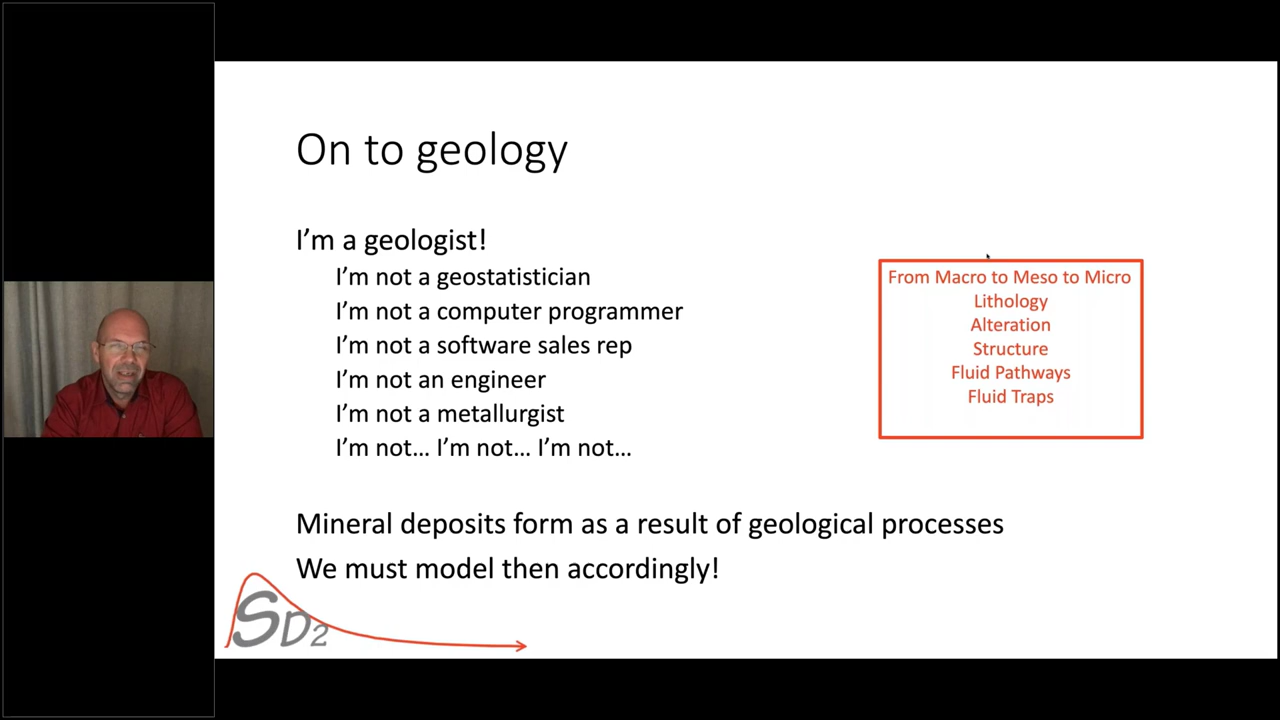 On to geology
I'm a geologist!
I'm not a geostatistician
I'm not a computer programmer
I'm not a software sales rep
I'm not an engineer
I'm not a metallurgist
I'm not... I'm not... I'm not...
From Macro to Meso to Micro
Lithology
Alteration
Structure
Fluid Pathways
Fluid Traps
Mineral deposits form as a result of geological processes
We must model then accordingly!
SD2